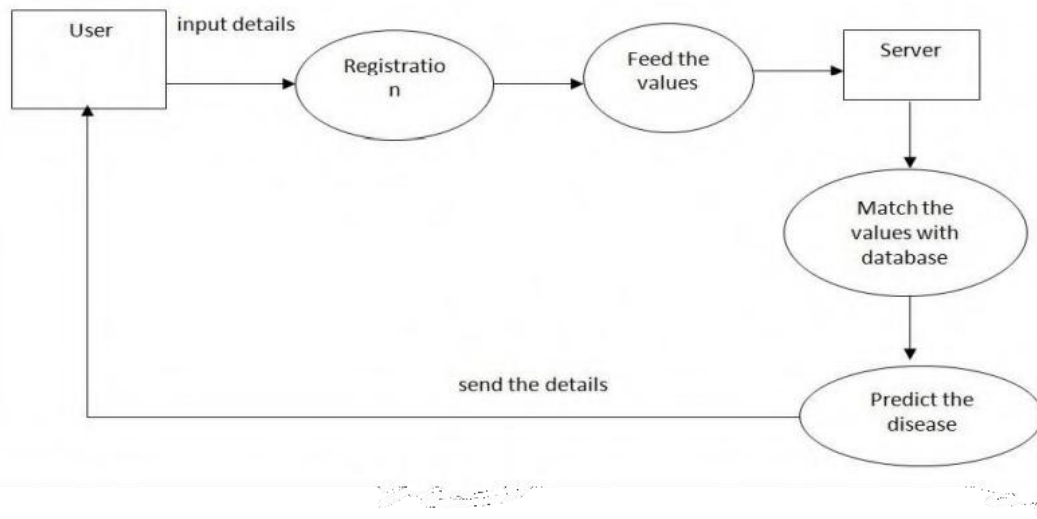 User
input details
Registratio
n
Feed the
values
Server
Match the
values with
database
send the details
Predict the
disease